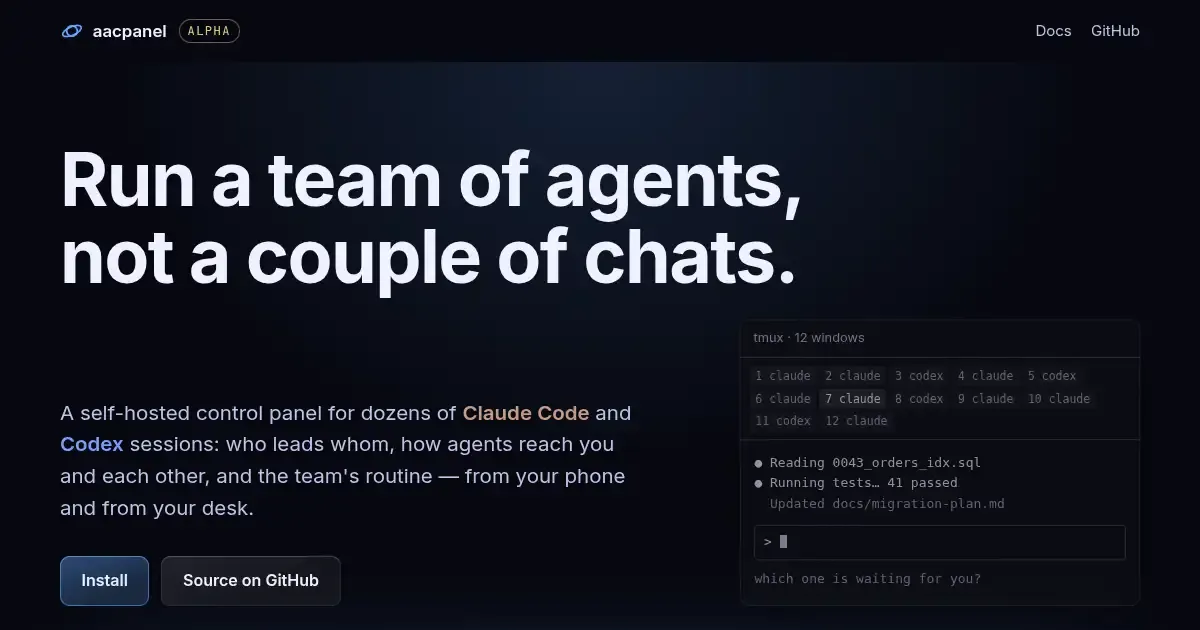 aacpanel ALPHA Docs GitHub
Run a team of agents,
not a couple of chats.
A self-hosted control panel for dozens of Claude Code and
Codex sessions: who leads whom, how agents reach you
and each other, and the team's routine — from your phone
and from your desk.
Install Source on GitHub
tmux · 12 windows
1 claude 2 claude 3 codex 4 claude 5 codex
6 claude 7 claude 8 codex 9 claude 10 claude
11 codex 12 claude
● Reading 0043_orders_idx.sql
● Running tests… 41 passed
Updated docs/migration-plan.md
>
which one is waiting for you?